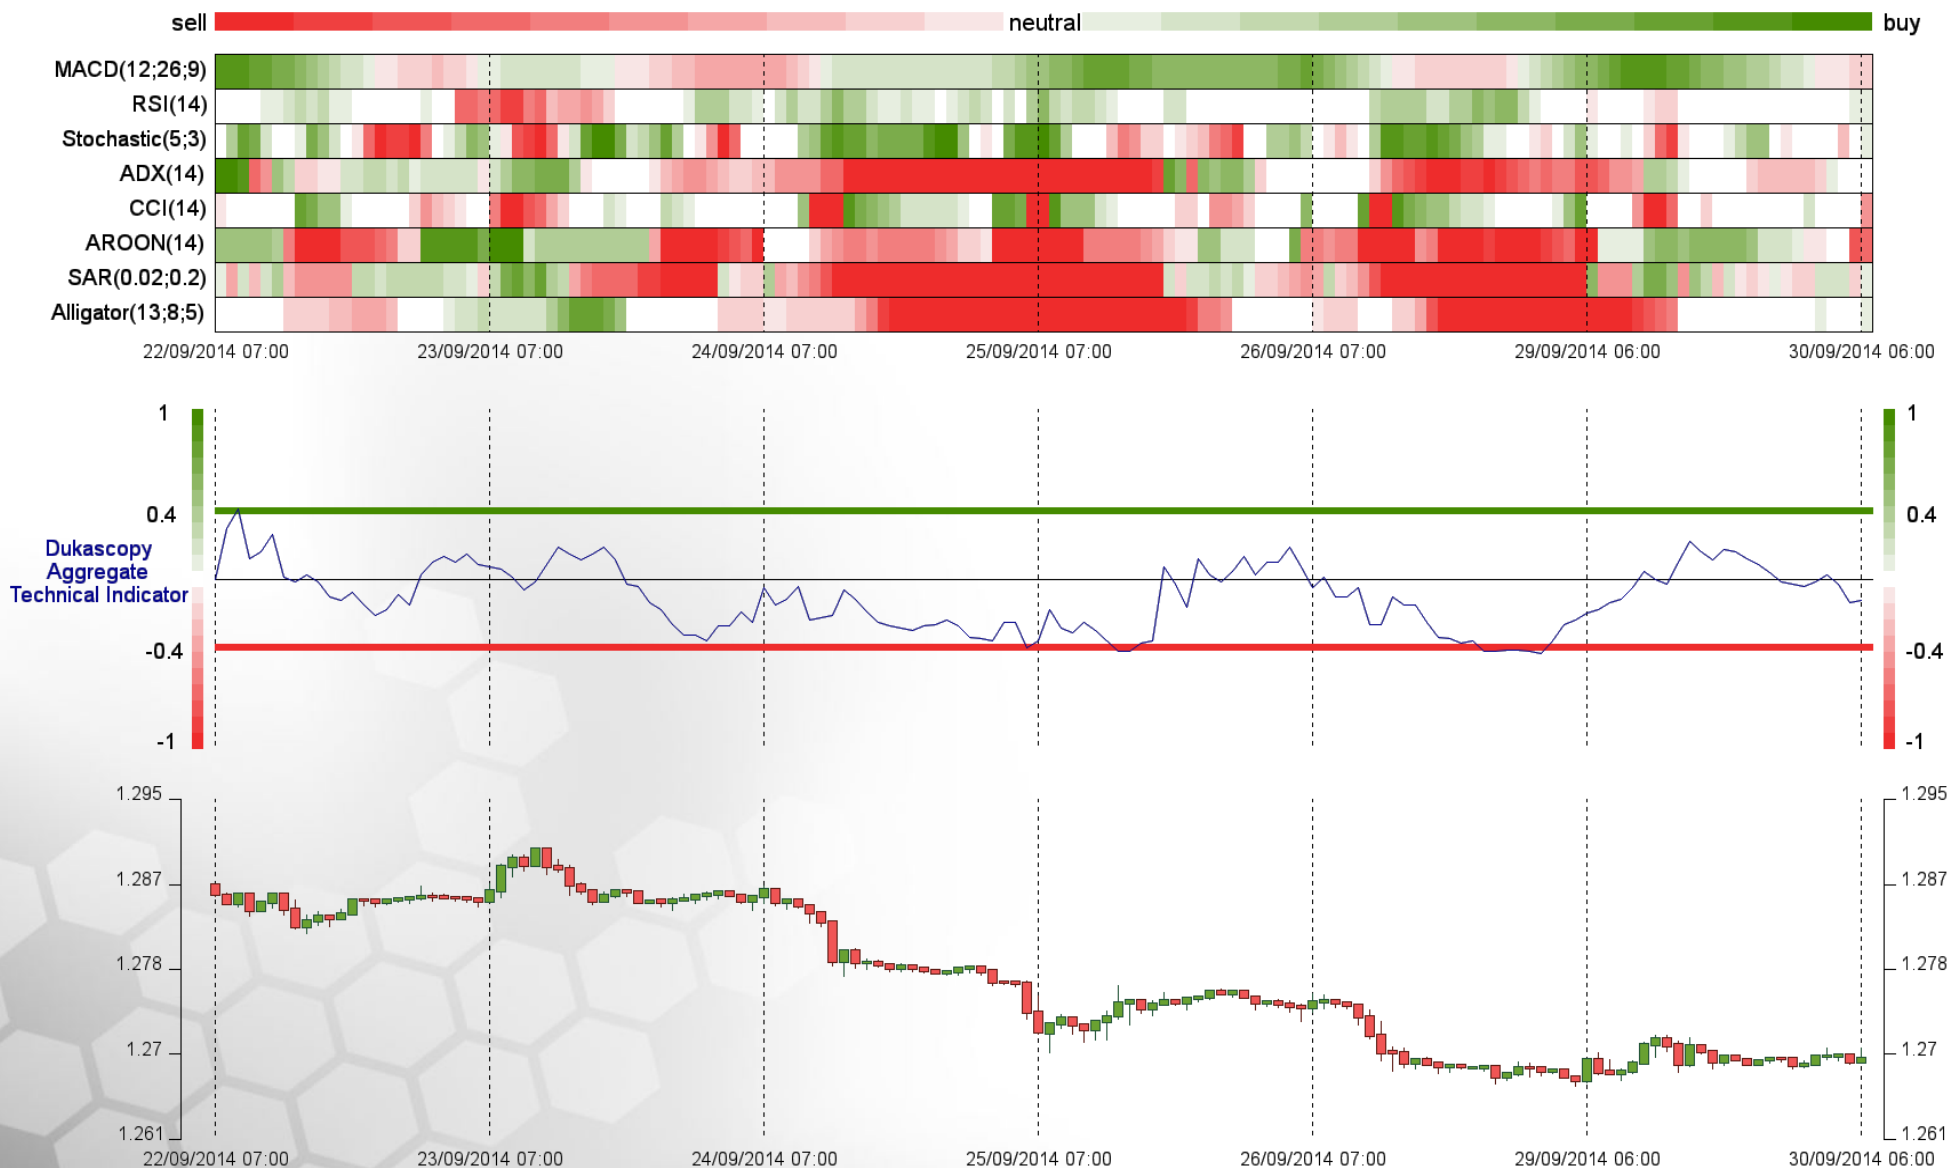 sell neutral buy
MACD(12;26;9)
RSI(14)
Stochastic(5;3)
ADX(14)
CCI(14)
AROON(14)
SAR(0.02;0.2)
Alligator(13;8;5)
22/09/2014 07:00 23/09/2014 07:00 24/09/2014 07:00 25/09/2014 07:00 26/09/2014 07:00 29/09/2014 06:00 30/09/2014 06:00
1 1
0.4 0.4
Dukascopy
Aggregate
Technical Indicator
-0.4 -0.4
-1 -1
1.295 1.295
1.287 1.287
1.278 1.278
1.27 1.27
1.261 1.261
22/09/2014 07:00 23/09/2014 07:00 24/09/2014 07:00 25/09/2014 07:00 26/09/2014 07:00 29/09/2014 06:00 30/09/2014 06:00